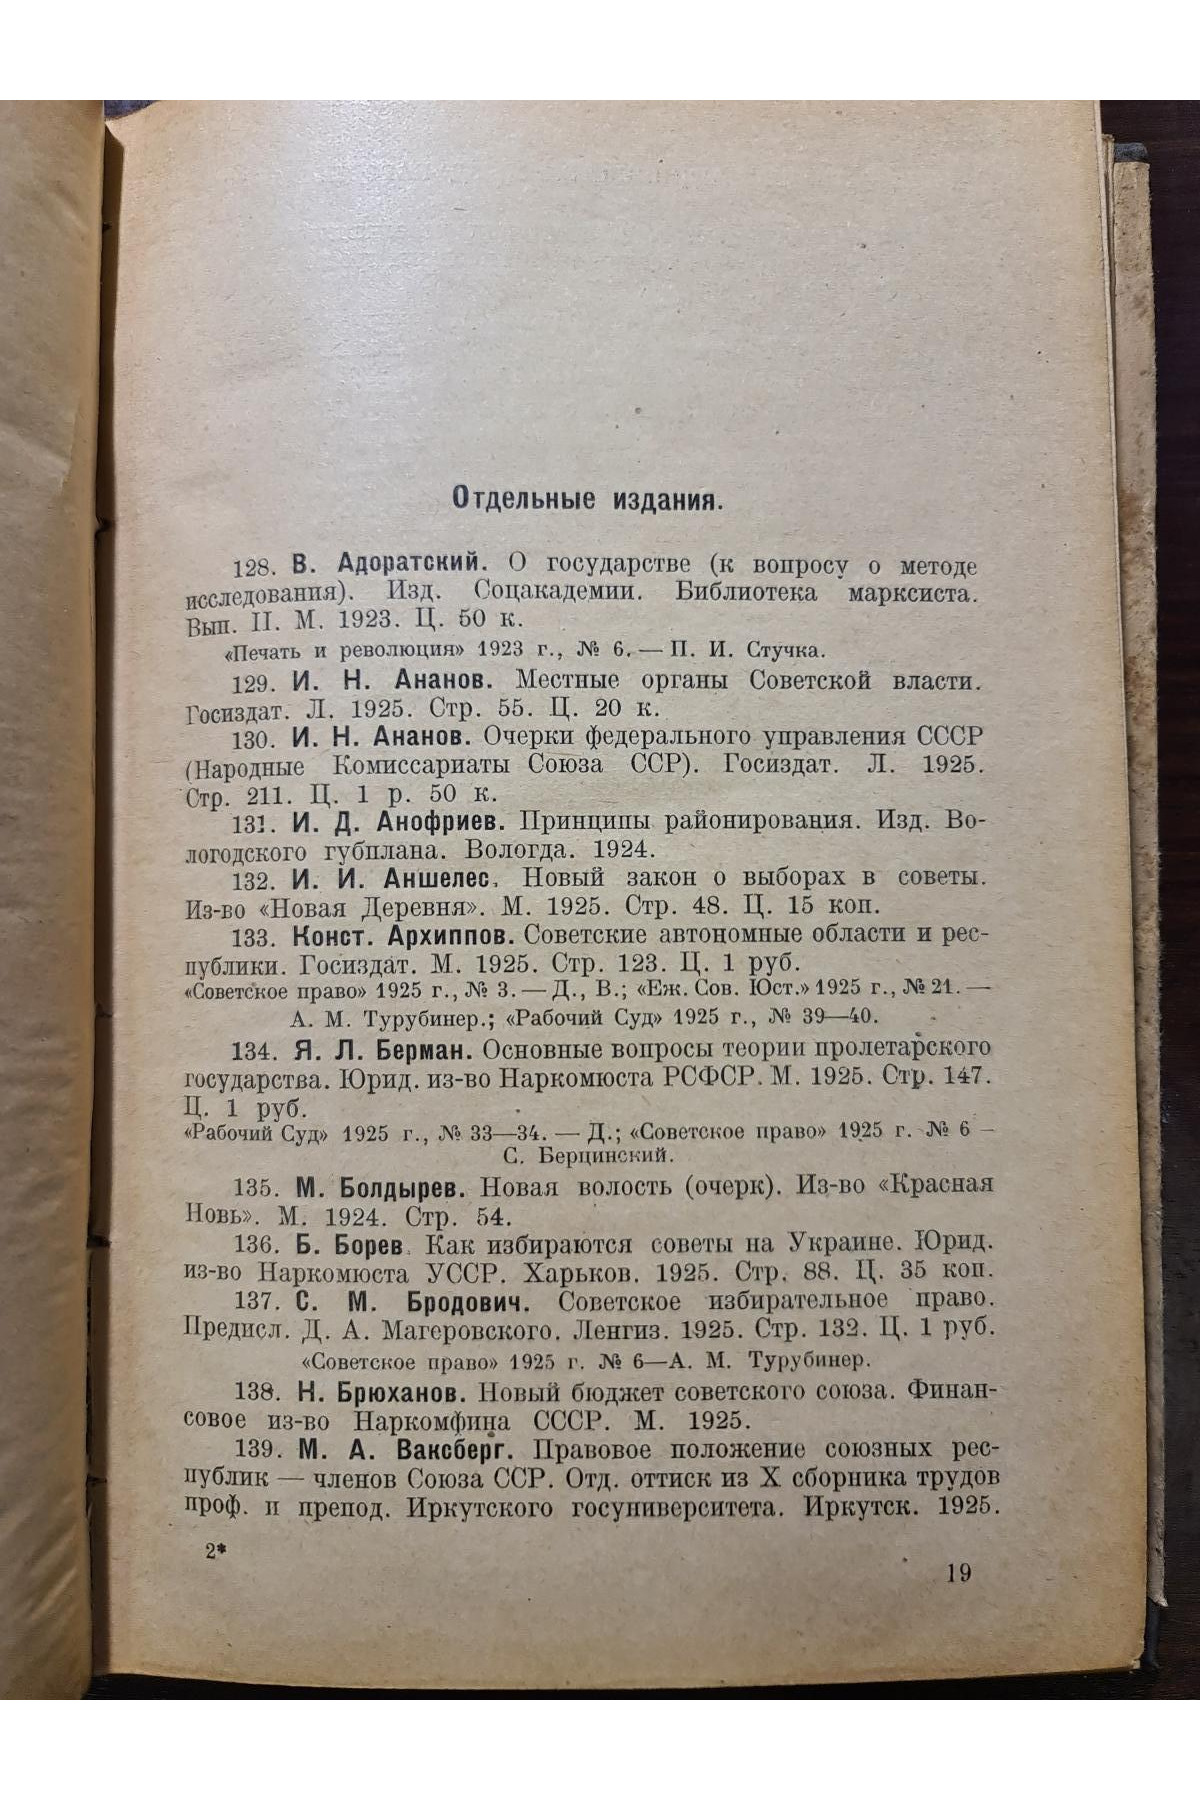 Отдельные издания.
128. В. Адоратский. О государстве (к вопросу о методе
исследования). Изд. Соцакадемии. Библиотека марксиста.
Вып. II. М. 1923. Ц. 50 к.
«Печать и революция» 1923 г., № 6. — П. И. Стучка.
129. И. Н. Ананов. Местные органы Советской власти.
Госиздат. Л. 1925. Стр. 55. Ц. 20 к.
130. И. Н. Ананов. Очерки федерального управления СССР
(Народные Комиссариаты Союза ССР). Госиздат. Л. 1925.
Стр. 211. Ц. 1 р. 50 к.
131. И. Д. Анофриев. Принципы районирования. Изд. Во-
логодского губплана. Вологда. 1924.
132. И. И. Аншелес. Новый закон о выборах в советы.
Из-во «Новая Деревня». М. 1925. Стр. 48. Ц. 15 коп.
133. Конст. Архиппов. Советские автономные области и рес-
публики. Госиздат. М. 1925. Стр. 123. Ц. 1 руб.
«Советское право» 1925 г., № 3. — Д., В.; «Еж. Сов. Юст.» 1925 г., № 21. —
А. М. Турубинер.; «Рабочий Суд» 1925 г., № 39—40.
134. Я. Л. Берман. Основные вопросы теории пролетарского
государства. Юрид. из-во Наркомюста РСФСР. М. 1925. Стр. 147.
Ц. 1 руб.
«Рабочий Суд» 1925 г., № 33—34. — Д.; «Советское право» 1925 г. № 6 —
С. Берцинский.
135. М. Болдырев. Новая волость (очерк). Из-во «Красная
Новь». М. 1924. Стр. 54.
136. Б. Борев. Как избираются советы на Украине. Юрид.
из-во Наркомюста УССР. Харьков. 1925. Стр. 88. Ц. 35 коп.
137. С. М. Бродович. Советское избирательное право.
Предисл. Д. А. Магеровского. Ленгиз. 1925. Стр. 132. Ц. 1 руб.
«Советское право» 1925 г. № 6—А. М. Турубинер.
138. Н. Брюханов. Новый бюджет советского союза. Финан-
совое из-во Наркомфина СССР. М. 1925.
139. М. А. Ваксберг. Правовое положение союзных рес-
публик — членов Союза ССР. Отд. оттиск из X сборника трудов
проф. и препод. Иркутского госуниверситета. Иркутск. 1925.
2*
19